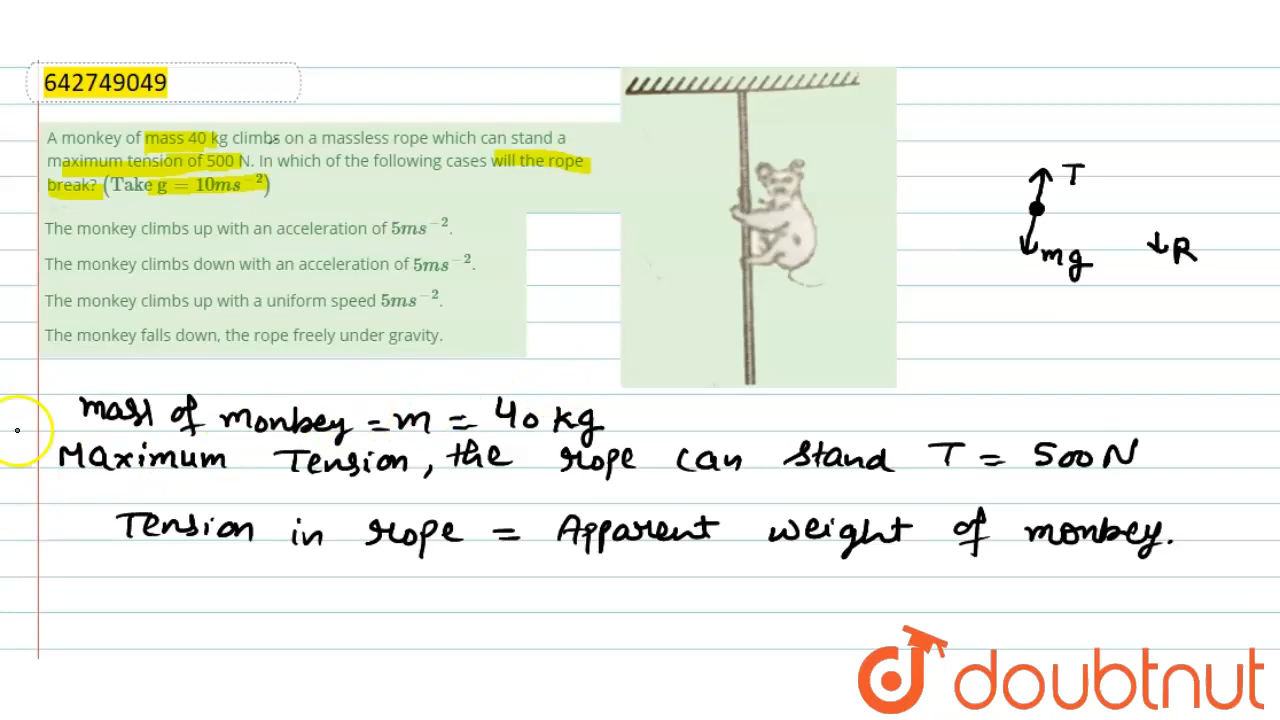 642749049
A monkey of mass 40 kg climbs on a massless rope which can stand a
maximum tension of 500 N. In which of the following cases will the rope
break? (Take g = 10ms⁻²)
The monkey climbs up with an acceleration of 5ms⁻².
The monkey climbs down with an acceleration of 5ms⁻².
The monkey climbs up with a uniform speed 5ms⁻².
The monkey falls down, the rope freely under gravity.
T
mg
R
mass of monkey = m = 40 kg
Maximum Tension, the rope can stand T = 500 N
Tension in rope = Apparent weight of monkey.
doubtnut